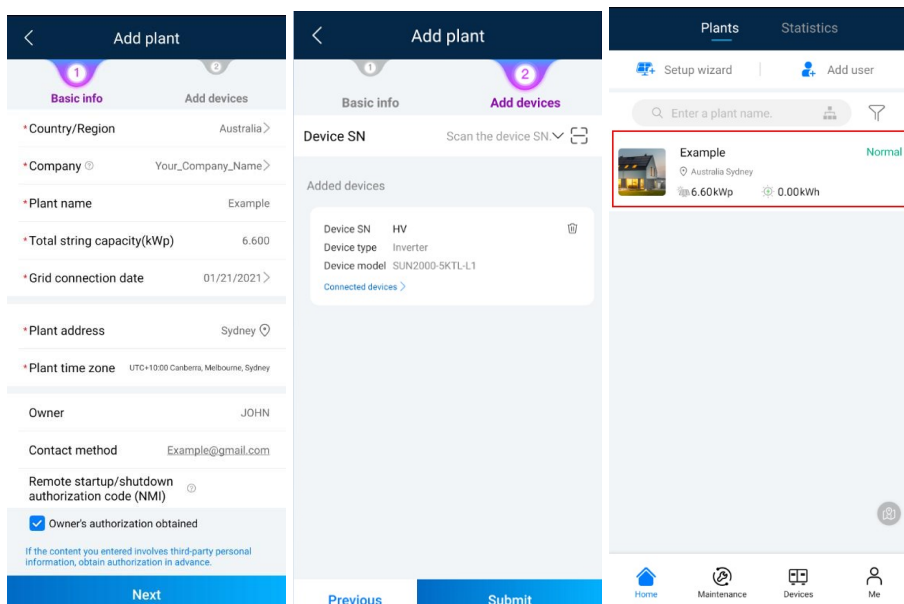 Add plant
1
2
Basic info
Add devices
*Country/Region
Australia
*Company
Your_Company_Name
*Plant name
Example
*Total string capacity(kWp)
6.600
*Grid connection date
01/21/2021
*Plant address
Sydney
*Plant time zone
UTC+10:00 Canberra, Melbourne, Sydney
Owner
JOHN
Contact method
Example@gmail.com
Remote startup/shutdown
authorization code (NMI)
Owner's authorization obtained
If the content you entered involves third-party personal
information, obtain authorization in advance.
Next
Add plant
1
2
Basic info
Add devices
Device SN
Scan the device SN.
Added devices
Device SN HV
Device type Inverter
Device model SUN2000-5KTL-L1
Connected devices
Previous
Submit
Plants
Statistics
Setup wizard
Add user
Enter a plant name.
Example
Normal
Australia Sydney
6.60kWp
0.00kWh
Home
Maintenance
Devices
Me